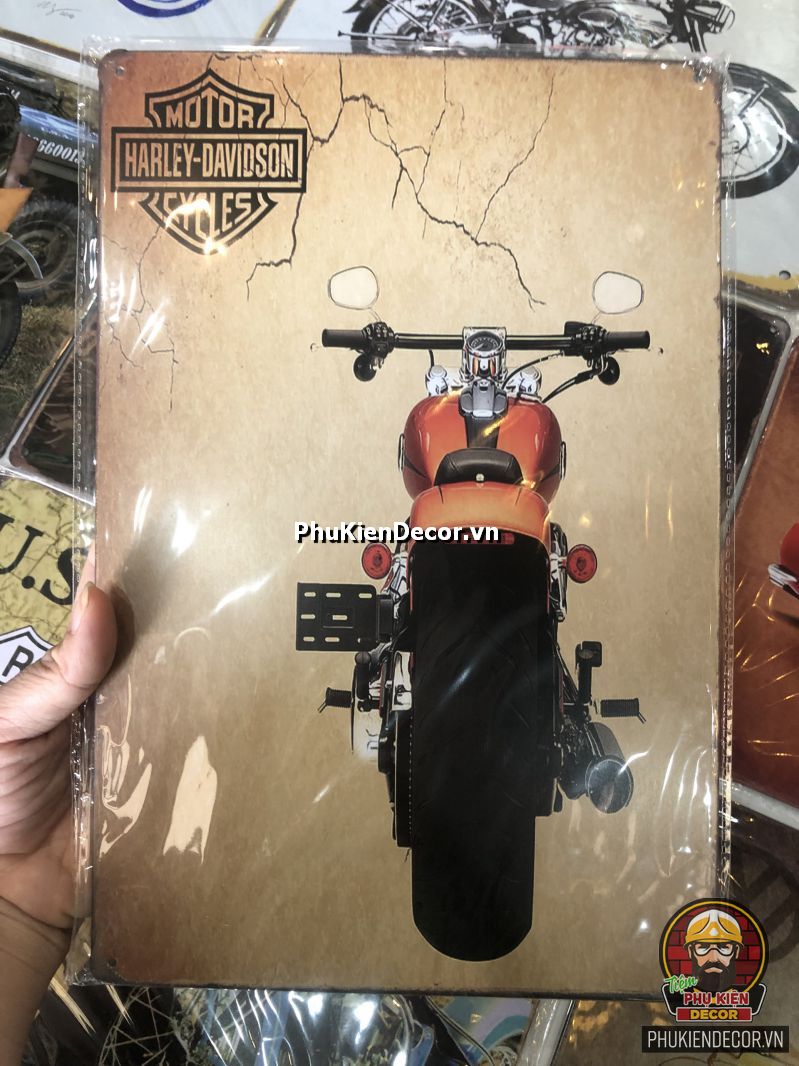 MOTOR
HARLEY-DAVIDSON
CYCLES
PhuKienDecor.vn
U.S
R
Tiệm
PHỤ KIỆN
DECOR
PHUKIENDECOR.VN